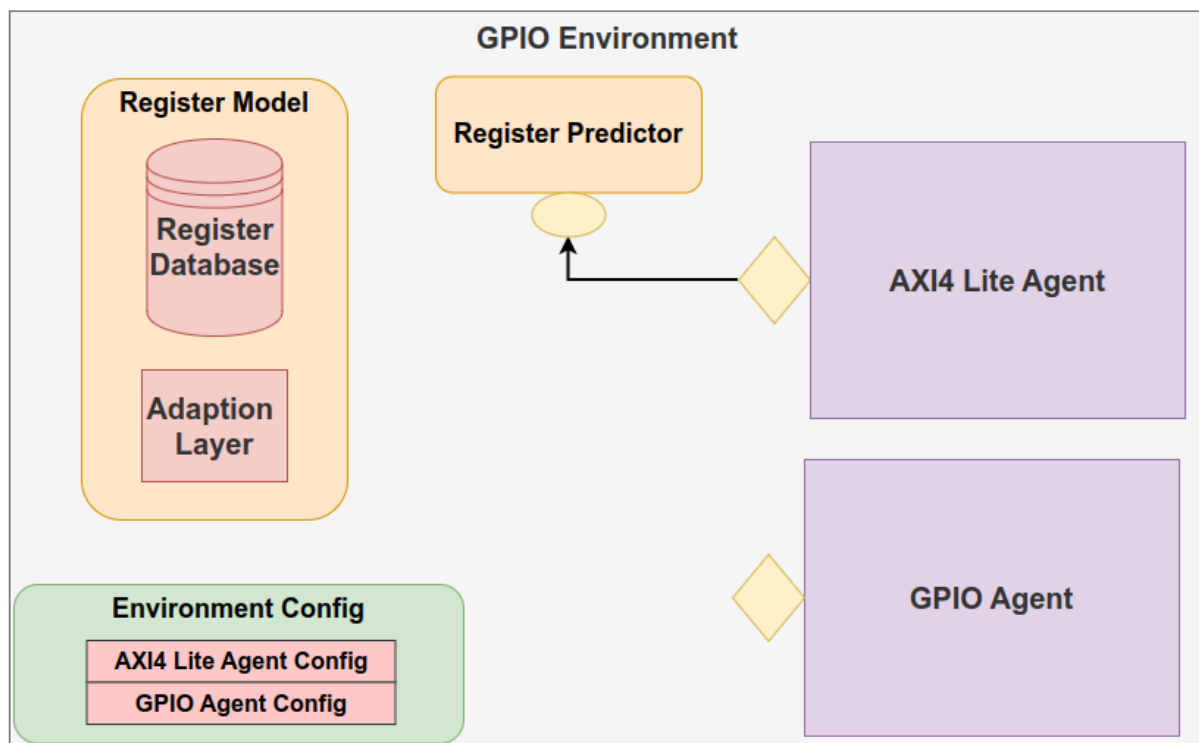 GPIO Environment
Register Model
Register
Database
Adaption
Layer
Register Predictor
AXI4 Lite Agent
GPIO Agent
Environment Config
AXI4 Lite Agent Config
GPIO Agent Config